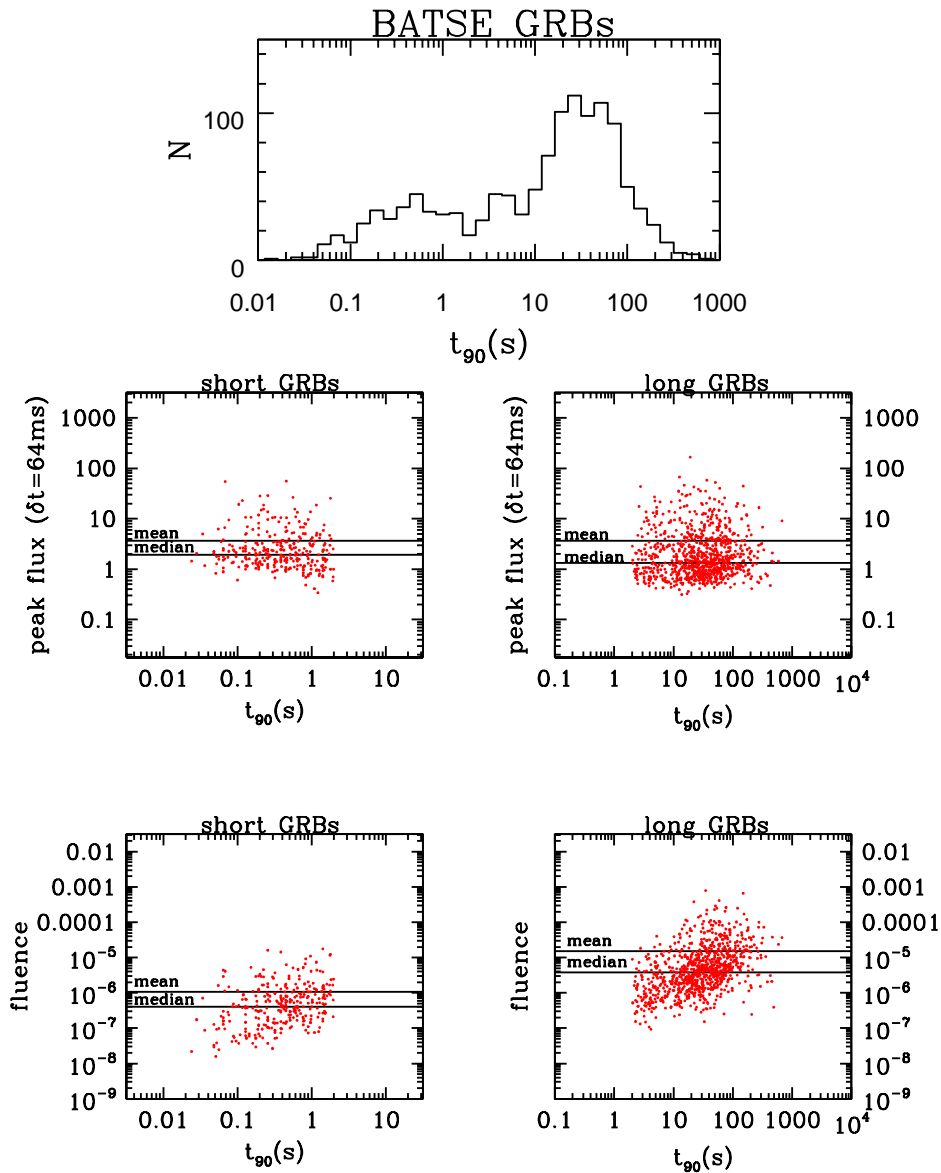 BATSE GRBs
N
100
0
0.01 0.1 1 10 100 1000
t90(s)
short GRBs
long GRBs
peak flux (δt=64ms)
1000
100
10
1
0.1
mean
median
0.01 0.1 1 10
t90(s)
peak flux (δt=64ms)
mean
median
1000
100
10
1
0.1
0.1 1 10 100 1000 10⁴
t90(s)
short GRBs
long GRBs
fluence
0.01
0.001
0.0001
10⁻⁵
10⁻⁶
10⁻⁷
10⁻⁸
10⁻⁹
mean
median
0.01 0.1 1 10
t90(s)
fluence
mean
median
0.01
0.001
0.0001
10⁻⁵
10⁻⁶
10⁻⁷
10⁻⁸
10⁻⁹
0.1 1 10 100 1000 10⁴
t90(s)